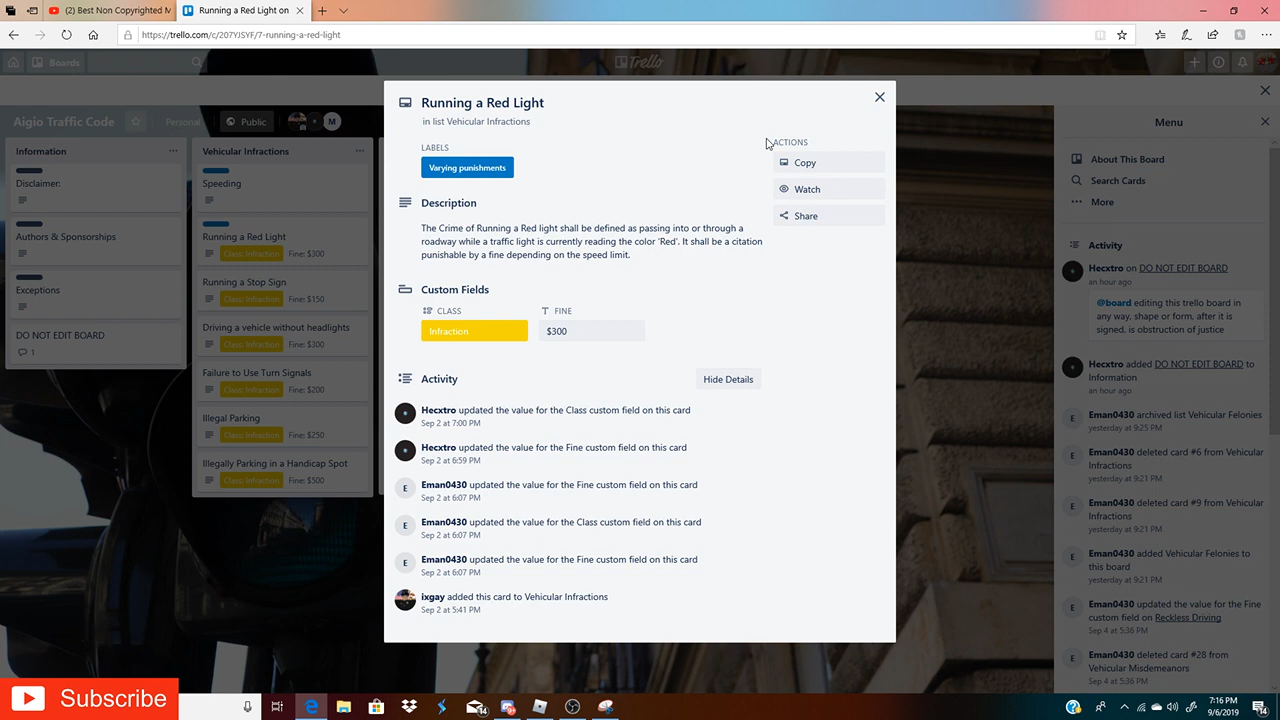 (2) Best Non Copyrighted M
Running a Red Light on
https://trello.com/c/207YJSYF/7-running-a-red-light
Boards
Trello
Aigio Traffic Code
Personal
Public
M
Information
Disclaimer:
Authors & Sponsorships
Exceptions
DO NOT EDIT BOARD
1
Vehicular Infractions
Speeding
Running a Red Light
Class: Infraction Fine: $300
Running a Stop Sign
Class: Infraction Fine: $150
Driving a vehicle without headlights
Class: Infraction Fine: $300
Failure to Use Turn Signals
Class: Infraction Fine: $200
Illegal Parking
Class: Infraction Fine: $250
Illegally Parking in a Handicap Spot
Class: Infraction Fine: $500
Running a Red Light
in list Vehicular Infractions
LABELS
Varying punishments
Description
The Crime of Running a Red light shall be defined as passing into or through a
roadway while a traffic light is currently reading the color 'Red'. It shall be a citation
punishable by a fine depending on the speed limit.
Custom Fields
CLASS
FINE
Infraction
$300
Activity
Hide Details
Hecxtro updated the value for the Class custom field on this card
Sep 2 at 7:00 PM
Hecxtro updated the value for the Fine custom field on this card
Sep 2 at 6:59 PM
E
Eman0430 updated the value for the Fine custom field on this card
Sep 2 at 6:07 PM
E
Eman0430 updated the value for the Class custom field on this card
Sep 2 at 6:07 PM
E
Eman0430 updated the value for the Fine custom field on this card
Sep 2 at 6:07 PM
ixgay added this card to Vehicular Infractions
Sep 2 at 5:41 PM
ACTIONS
Copy
Watch
Share
Menu
About This Board
Search Cards
More
Activity
Hecxtro on DO NOT EDIT BOARD
an hour ago
@board editing this trello board in
any way, shape or form, after it is
signed. is obstruction of justice
Hecxtro added DO NOT EDIT BOARD to
Information
an hour ago
E
Eman0430 archived list Vehicular Felonies
yesterday at 9:25 PM
E
Eman0430 deleted card #6 from Vehicular
Infractions
yesterday at 9:21 PM
E
Eman0430 deleted card #9 from Vehicular
Infractions
yesterday at 9:21 PM
E
Eman0430 added Vehicular Felonies to
this board
yesterday at 9:21 PM
E
Eman0430 updated the value for the Fine
custom field on Reckless Driving
Sep 4 at 5:36 PM
E
Eman0430 deleted card #28 from
Vehicular Misdemeanors
Sep 4 at 5:36 PM
Subscribe
14
7:16 PM
9/6/2019
14